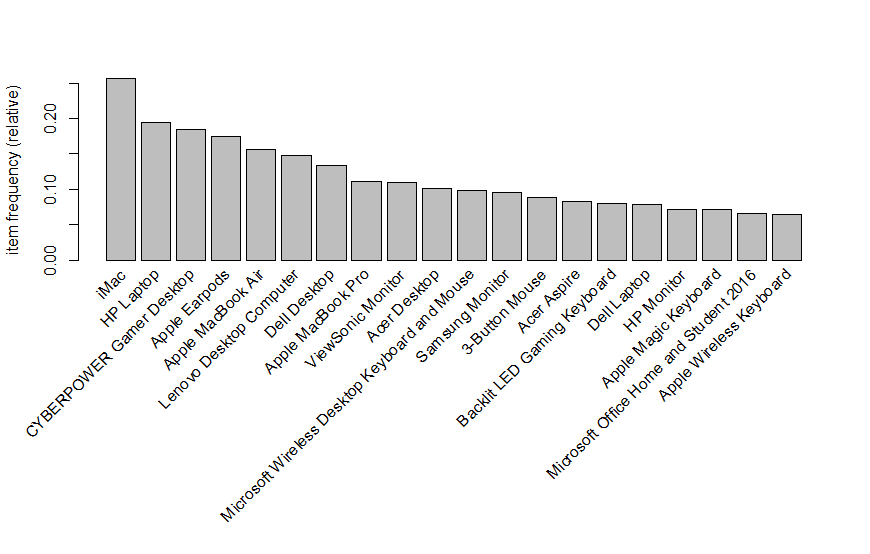 item frequency (relative)
0.20
0.10
0.00
iMac
HP Laptop
CYBERPOWER Gamer Desktop
Apple Earpods
Apple MacBook Air
Lenovo Desktop Computer
Dell Desktop
Apple MacBook Pro
ViewSonic Monitor
Acer Desktop
Microsoft Wireless Desktop Keyboard and Mouse
Samsung Monitor
3-Button Mouse
Acer Aspire
Backlit LED Gaming Keyboard
Dell Laptop
HP Monitor
Apple Magic Keyboard
Microsoft Office Home and Student 2016
Apple Wireless Keyboard